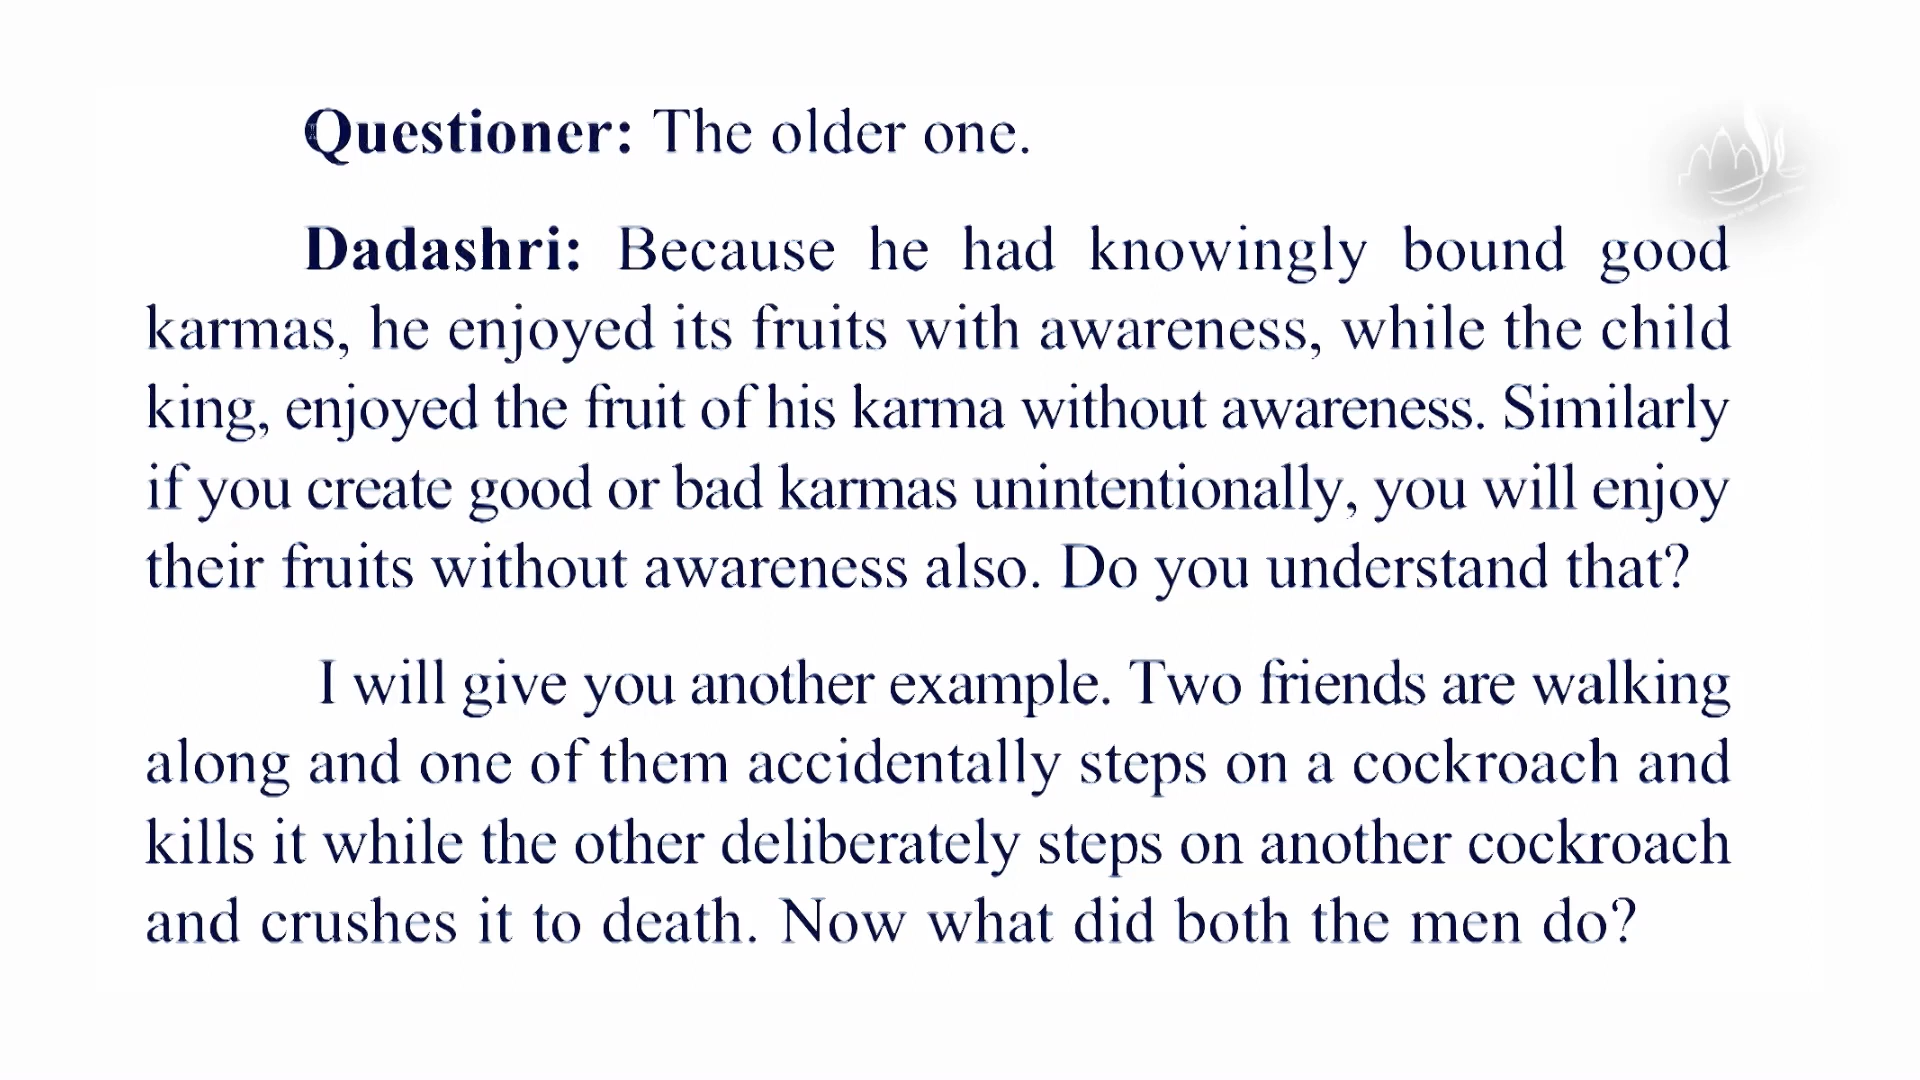 Questioner: The older one.
Dadashri: Because he had knowingly bound good
karmas, he enjoyed its fruits with awareness, while the child
king, enjoyed the fruit of his karma without awareness. Similarly
if you create good or bad karmas unintentionally, you will enjoy
their fruits without awareness also. Do you understand that?
I will give you another example. Two friends are walking
along and one of them accidentally steps on a cockroach and
kills it while the other deliberately steps on another cockroach
and crushes it to death. Now what did both the men do?